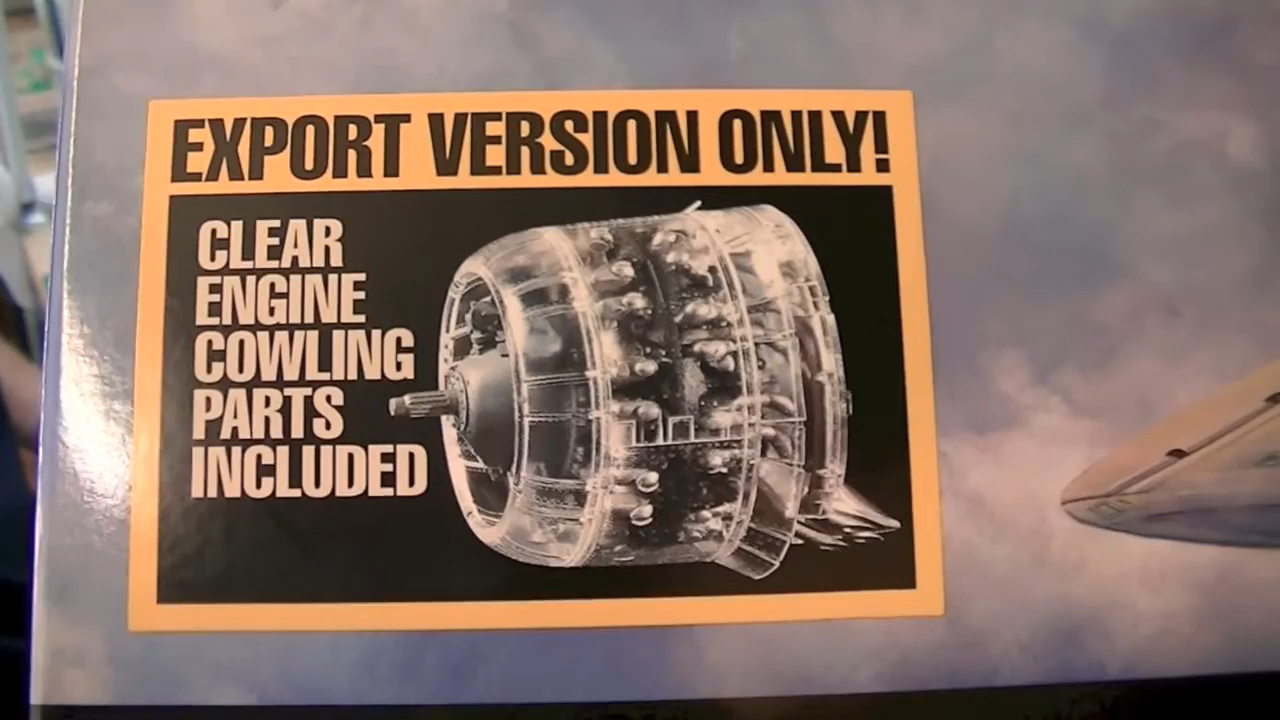 EXPORT VERSION ONLY!
CLEAR
ENGINE
COWLING
PARTS
INCLUDED